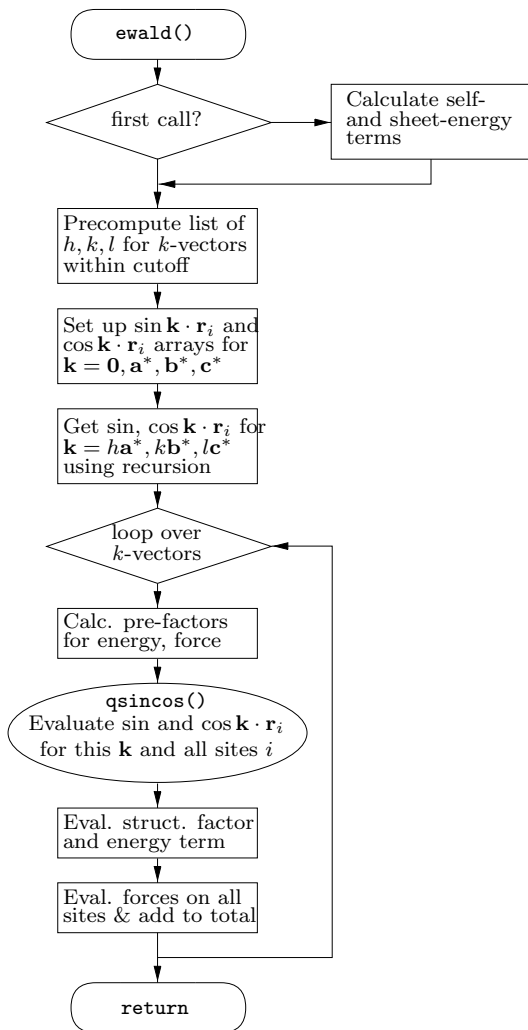 ewald()
first call?
Calculate self-
and sheet-energy
terms
Precompute list of
h, k, l for k-vectors
within cutoff
Set up sin k · r_i and
cos k · r_i arrays for
k = 0, a*, b*, c*
Get sin, cos k · r_i for
k = ha*, kb*, lc*
using recursion
loop over
k-vectors
Calc. pre-factors
for energy, force
qsincos()
Evaluate sin and cos k · r_i
for this k and all sites i
Eval. struct. factor
and energy term
Eval. forces on all
sites & add to total
return